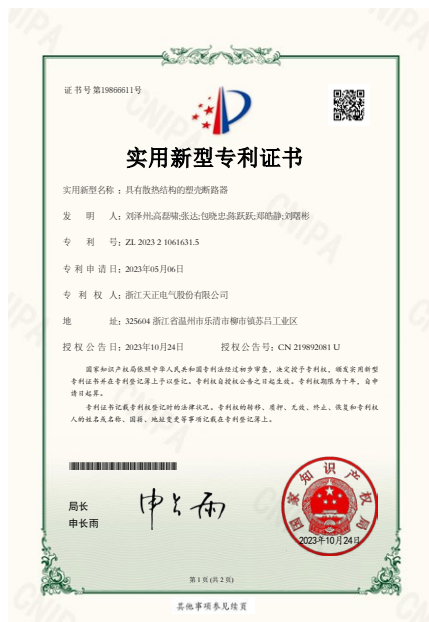 证书号第19866611号
实用新型专利证书
实用新型名称：具有散热结构的塑壳断路器
发明人：刘泽州;高磊啸;张达;包晓忠;陈跃跃;郑皓静;刘曙彬
专利号：ZL 2023 2 1061631.5
专利申请日：2023年05月06日
专利权人：浙江天正电气股份有限公司
地址：325604 浙江省温州市乐清市柳市镇苏吕工业区
授权公告日：2023年10月24日 授权公告号：CN 219892081 U
国家知识产权局依照中华人民共和国专利法经过初步审查，决定授予专利权，颁发实用新型
专利证书并在专利登记簿上予以登记。专利权自授权公告之日起生效。专利权期限为十年，自申
请日起算。
专利证书记载专利权登记时的法律状况。专利权的转移、质押、无效、终止、恢复和专利权
人的姓名或名称、国籍、地址变更等事项记载在专利登记簿上。
局长
申长雨
申长雨
国家知识产权局
2023年10月24日
第 1 页 (共 2 页)
其他事项参见续页
CNIPA